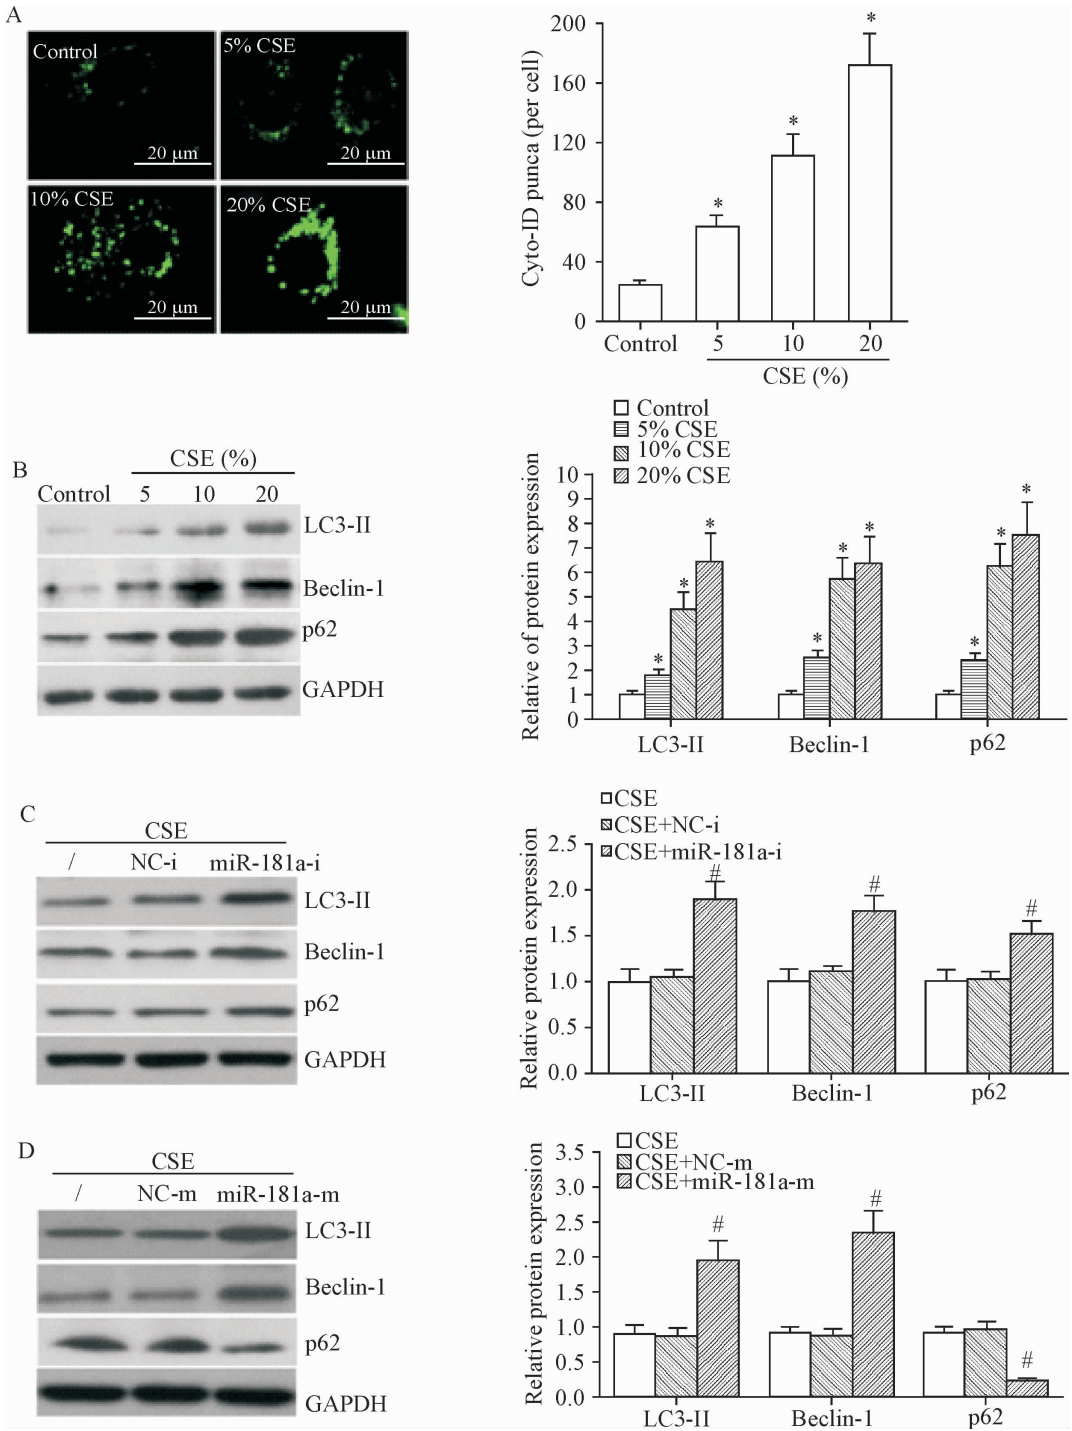 A
Control
5% CSE
20 μm
20 μm
10% CSE
20% CSE
20 μm
20 μm
Cyto-ID punca (per cell)
200
160
120
80
40
0
*
*
*
*
Control 5 10 20
CSE (%)
B
CSE (%)
Control 5 10 20
LC3-II
Beclin-1
p62
GAPDH
Control
5% CSE
10% CSE
20% CSE
Relative of protein expression
10
9
8
7
6
5
4
3
2
1
0
* * *
* * *
* * *
LC3-II Beclin-1 p62
C
CSE
/ NC-i miR-181a-i
LC3-II
Beclin-1
p62
GAPDH
CSE
CSE+NC-i
CSE+miR-181a-i
Relative protein expression
2.5
2.0
1.5
1.0
0.5
0.0
# # #
LC3-II Beclin-1 p62
D
CSE
/ NC-m miR-181a-m
LC3-II
Beclin-1
p62
GAPDH
CSE
CSE+NC-m
CSE+miR-181a-m
Relative protein expression
3.5
3.0
2.5
2.0
1.5
1.0
0.5
0.0
# # #
LC3-II Beclin-1 p62